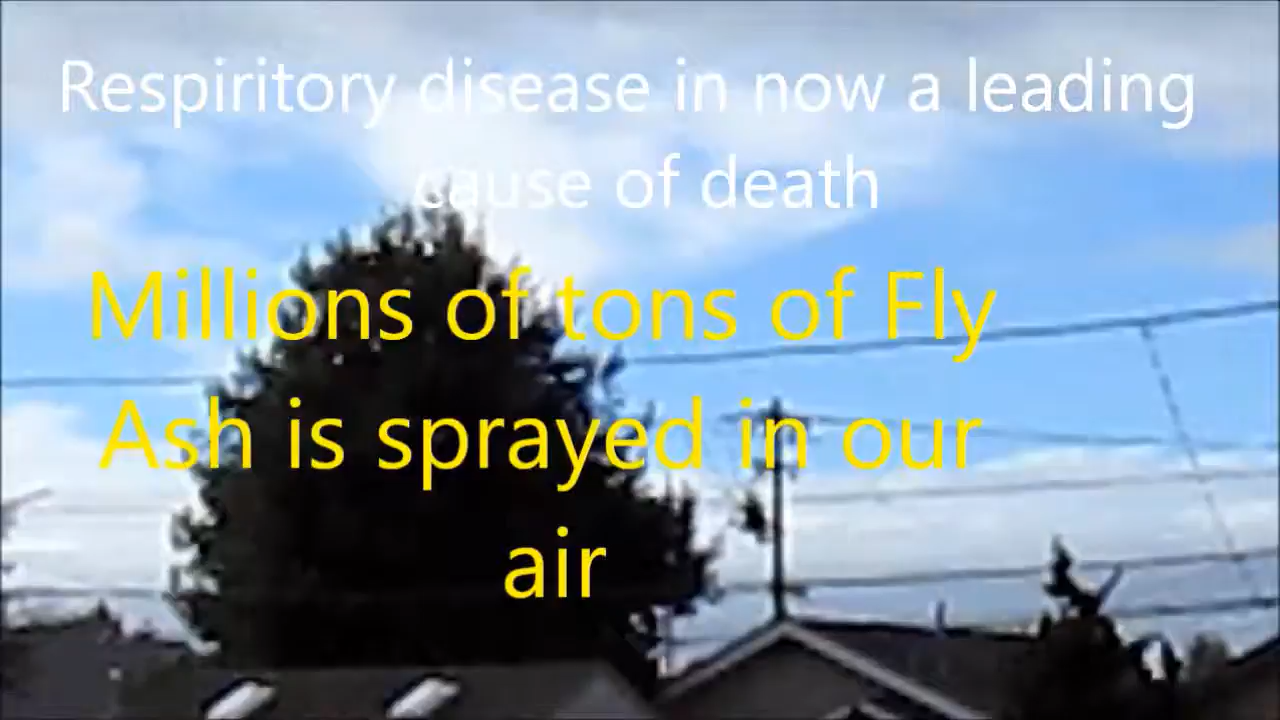 Respiritory disease in now a leading
cause of death
Millions of tons of Fly
Ash is sprayed in our
air